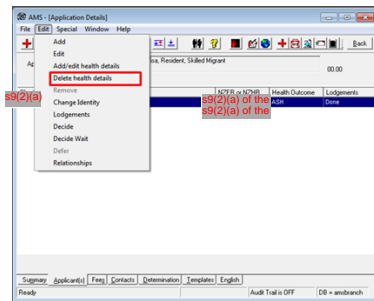 AMS - [Application Details]
File Edit Special Window Help
Back
Add
Edit
Add/edit health details
Delete health details
Remove
Change Identity
Lodgements
Decide
Decide Wait
Defer
Relationships
Ap
sa, Resident, Skilled Migrant
00.00
s9(2)(a)
NZER or NZHR Health Outcome Lodgements
s9(2)(a) of the ASH Done
s9(2)(a) of the
Summary Applicant(s) Fees Contacts Determination Templates English
Ready Audit Trail is OFF DB = amsbranch